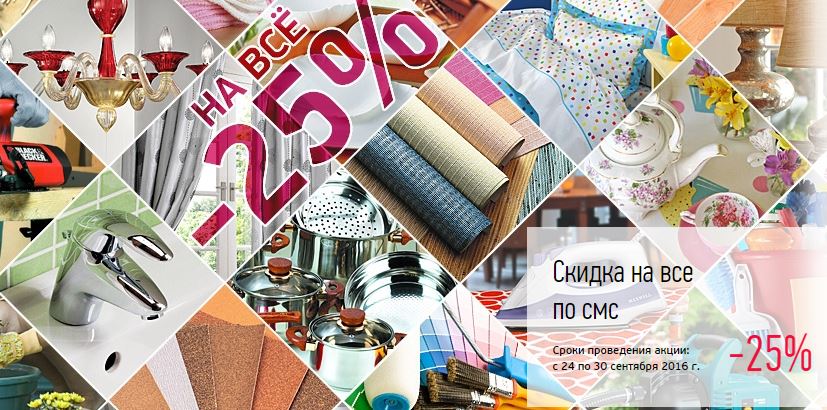 НА ВСЁ
-25%
BLACK&
DECKER
Скидка на все
по смс
Сроки проведения акции:
с 24 по 30 сентября 2016 г.
-25%